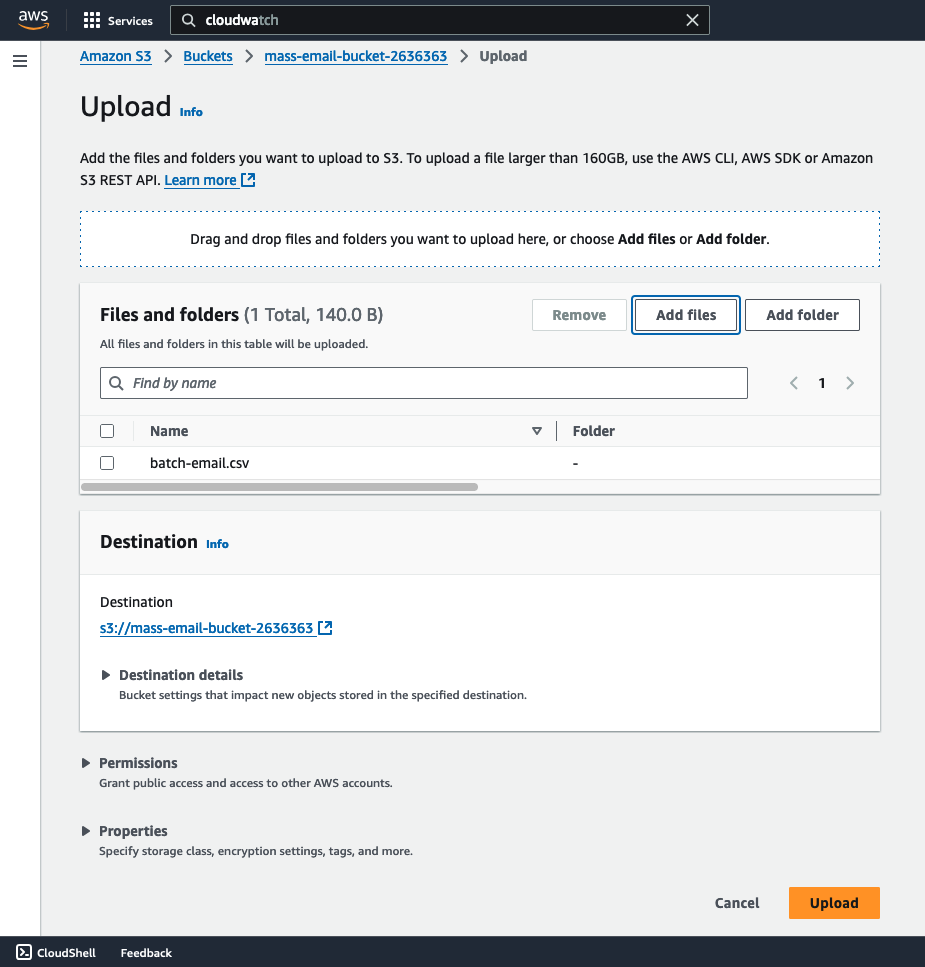 aws
Services
cloudwatch
Amazon S3 > Buckets > mass-email-bucket-2636363 > Upload
Upload Info
Add the files and folders you want to upload to S3. To upload a file larger than 160GB, use the AWS CLI, AWS SDK or Amazon
S3 REST API. Learn more
Drag and drop files and folders you want to upload here, or choose Add files or Add folder.
Files and folders (1 Total, 140.0 B)
Remove
Add files
Add folder
All files and folders in this table will be uploaded.
Find by name
1
Name
Folder
batch-email.csv
-
Destination Info
Destination
s3://mass-email-bucket-2636363
Destination details
Bucket settings that impact new objects stored in the specified destination.
Permissions
Grant public access and access to other AWS accounts.
Properties
Specify storage class, encryption settings, tags, and more.
Cancel
Upload
CloudShell
Feedback